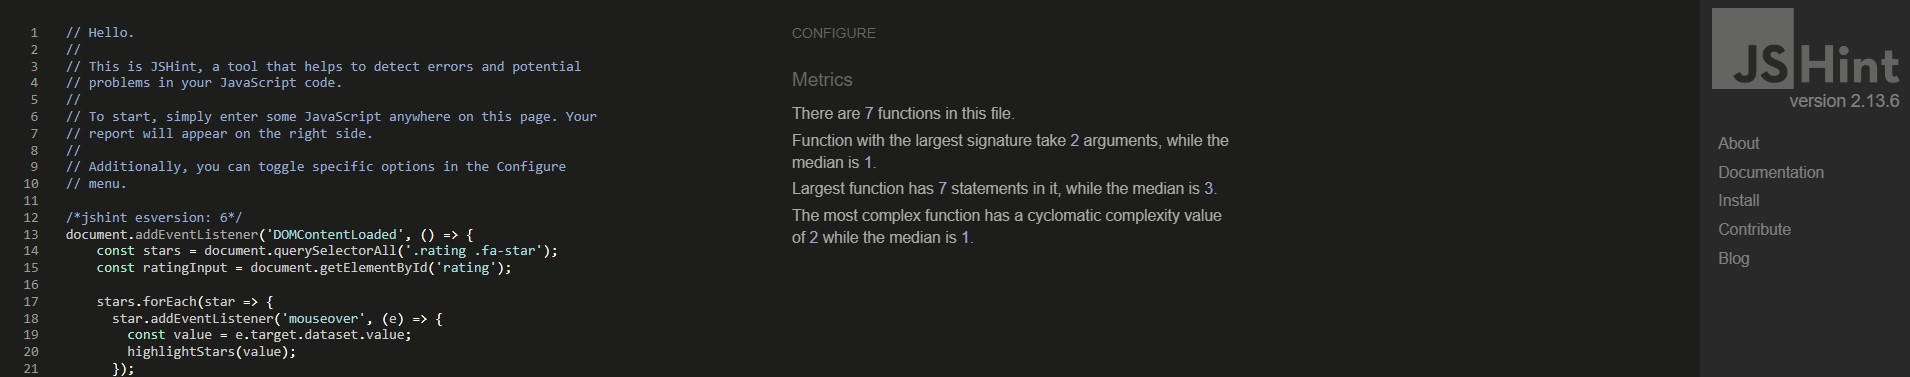 1 // Hello.
2 //
3 // This is JSHint, a tool that helps to detect errors and potential
4 // problems in your JavaScript code.
5 //
6 // To start, simply enter some JavaScript anywhere on this page. Your
7 // report will appear on the right side.
8 //
9 // Additionally, you can toggle specific options in the Configure
10 // menu.
11
12 /*jshint esversion: 6*/
13 document.addEventListener('DOMContentLoaded', () => {
14 const stars = document.querySelectorAll('.rating .fa-star');
15 const ratingInput = document.getElementById('rating');
16
17 stars.forEach(star => {
18 star.addEventListener('mouseover', (e) => {
19 const value = e.target.dataset.value;
20 highlightStars(value);
21 });
CONFIGURE
Metrics
There are 7 functions in this file.
Function with the largest signature take 2 arguments, while the
median is 1.
Largest function has 7 statements in it, while the median is 3.
The most complex function has a cyclomatic complexity value
of 2 while the median is 1.
JSHint
version 2.13.6
About
Documentation
Install
Contribute
Blog